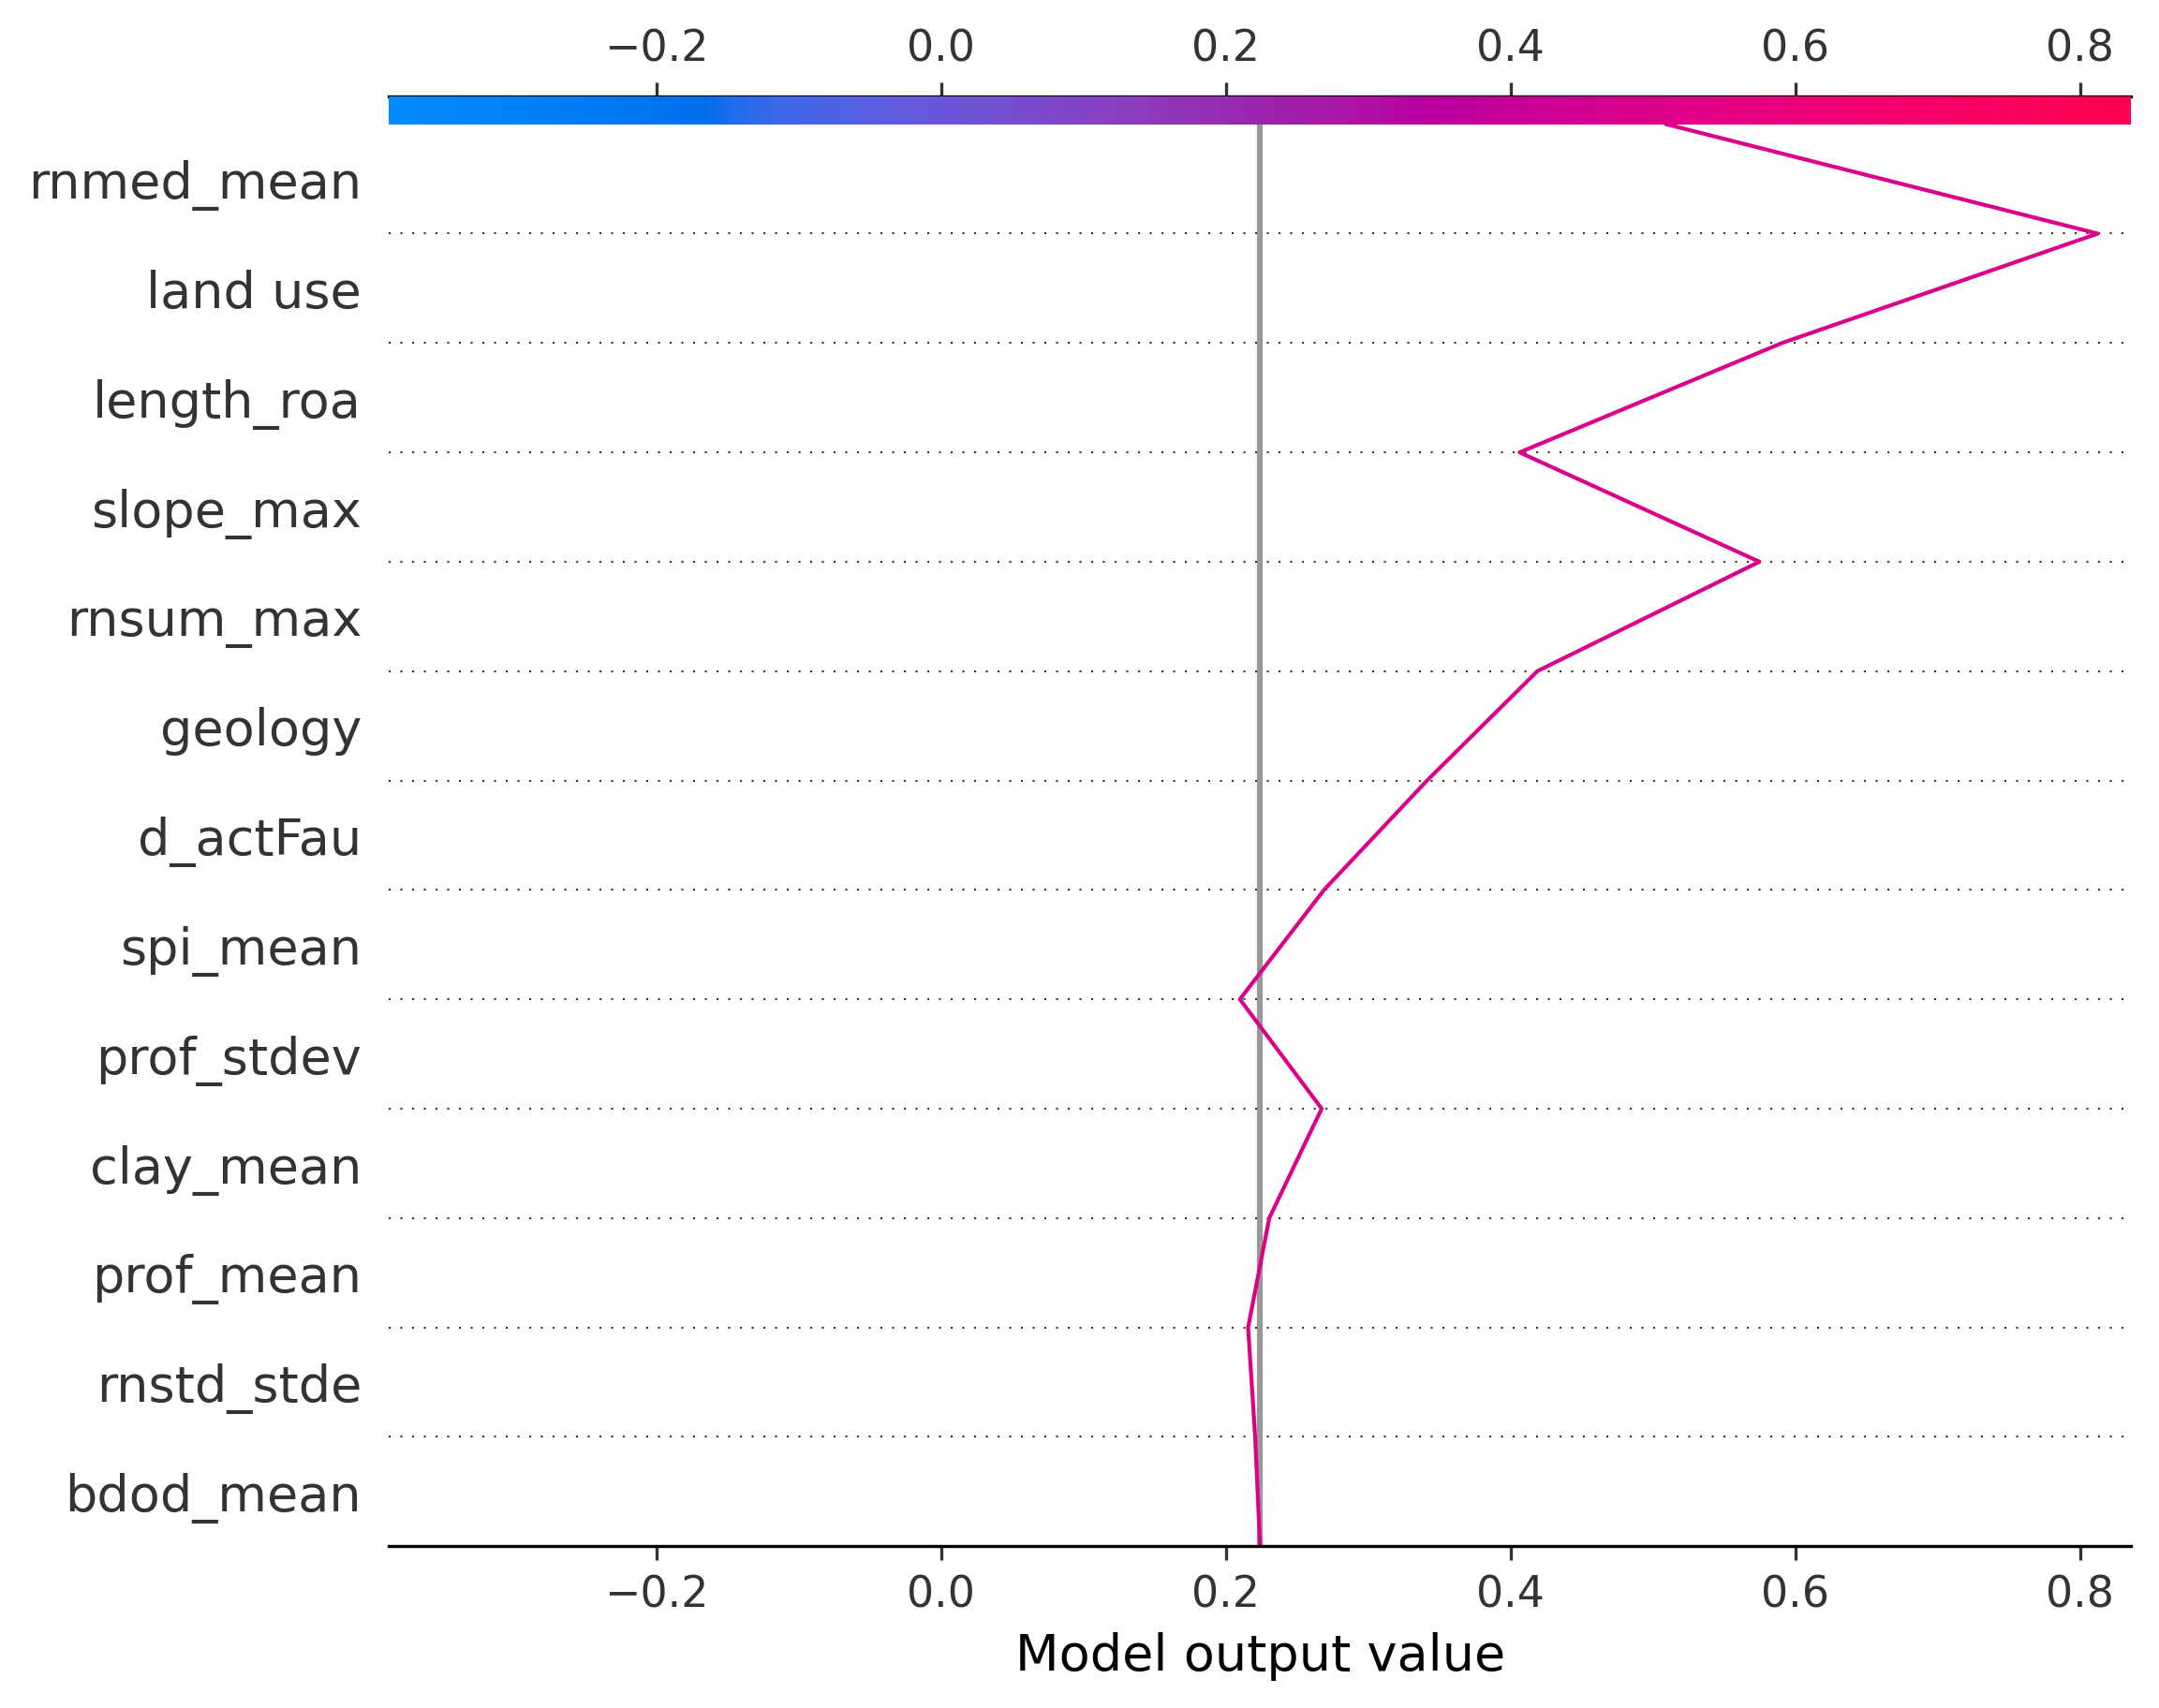 −0.2 0.0 0.2 0.4 0.6 0.8
rnmed_mean
land use
length_roa
slope_max
rnsum_max
geology
d_actFau
spi_mean
prof_stdev
clay_mean
prof_mean
rnstd_stde
bdod_mean
−0.2 0.0 0.2 0.4 0.6 0.8
Model output value